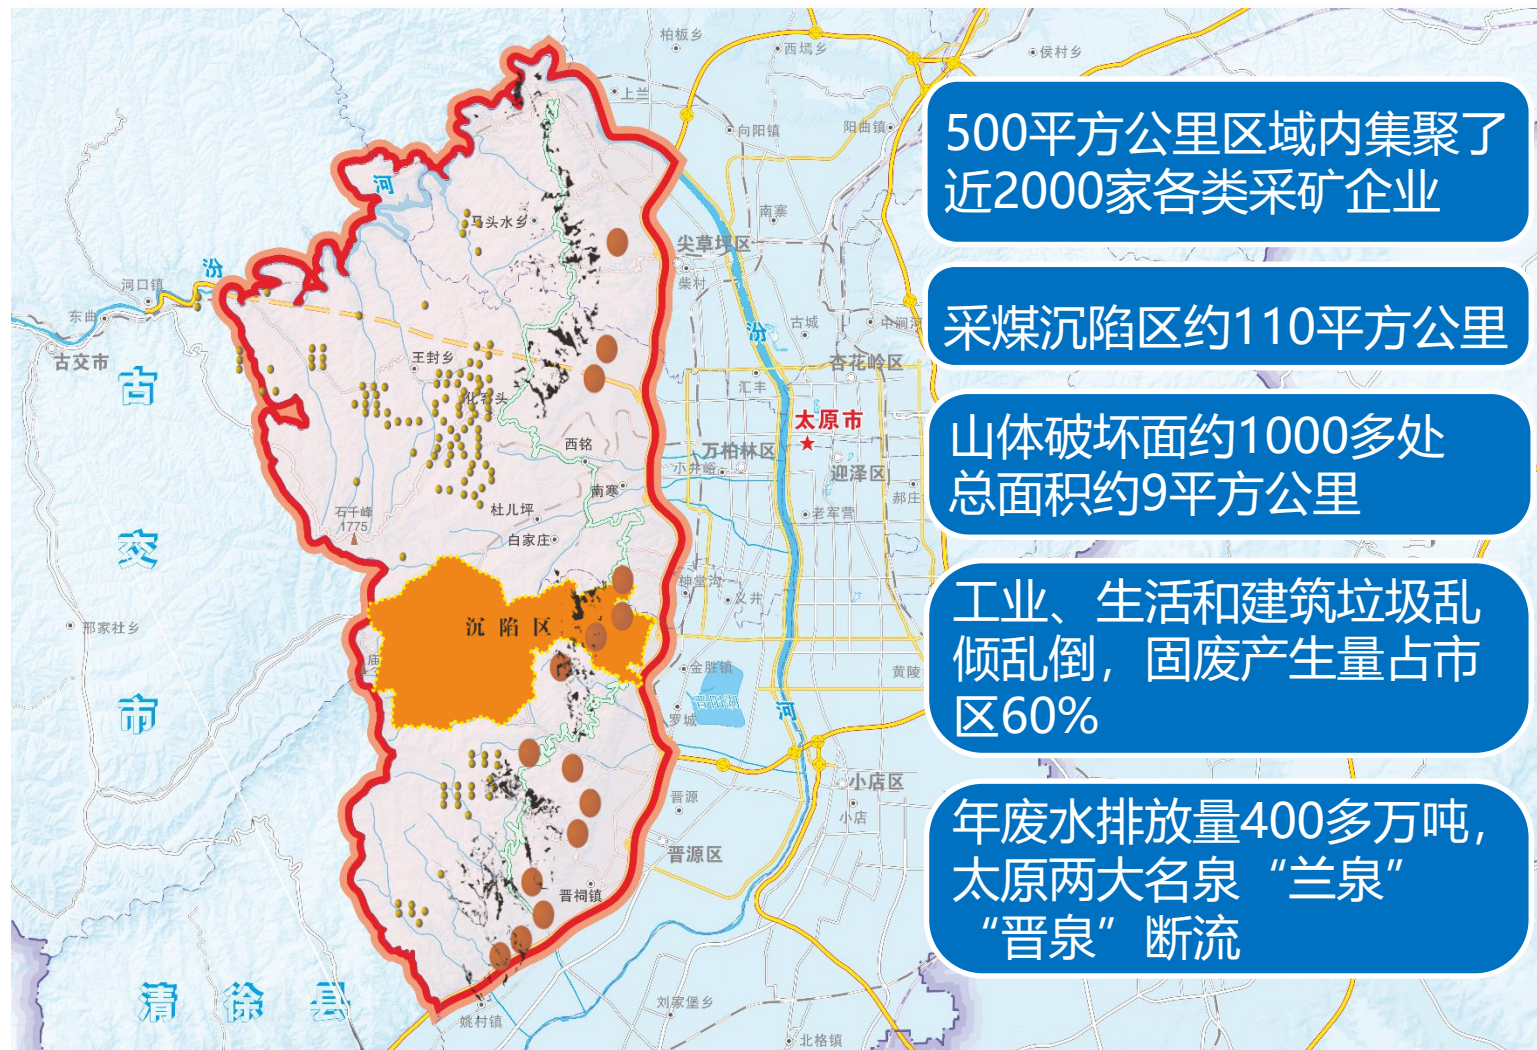 500平方公里区域内集聚了
近2000家各类采矿企业
采煤沉陷区约110平方公里
山体破坏面约1000多处
总面积约9平方公里
工业、生活和建筑垃圾乱
倾乱倒，固废产生量占市
区60%
年废水排放量400多万吨，
太原两大名泉“兰泉”
“晋泉”断流
柏板乡
西墕乡
侯村乡
上兰
向阳镇
阳曲镇
河
马头水乡
南寨
尖草坪区
柴村
汾
河口镇
东曲
古交市
王封乡
化客头
汾
古城
中涧河
杏花岭区
汇丰
太原市
西铭
万柏林区
小井峪
迎泽区
南寒
郝庄
石千峰
1775
杜儿坪
白家庄
老军营
神堂沟
义井
古
交
市
邢家社乡
沉陷区
庙
金胜镇
黄陵
晋阳湖
罗城
河
小店区
小店
晋源
晋源区
晋祠镇
清徐县
姚村镇
刘家堡乡
北格镇